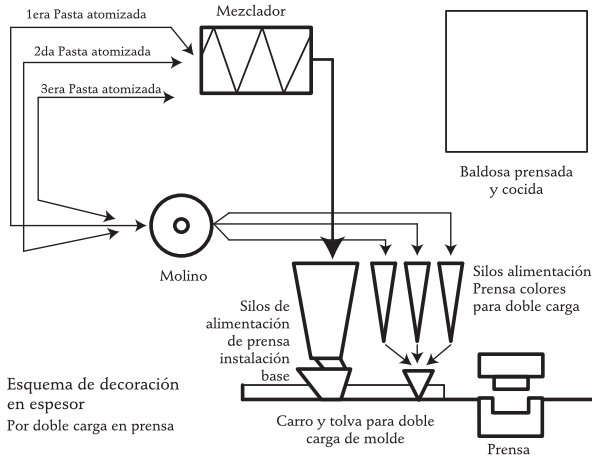 1era Pasta atomizada
2da Pasta atomizada
3era Pasta atomizada
Mezclador
Baldosa prensada
y cocida
Molino
Silos alimentación
Prensa colores
para doble carga
Silos de
alimentación
de prensa
instalación
base
Esquema de decoración
en espesor
Por doble carga en prensa
Carro y tolva para doble
carga de molde
Prensa